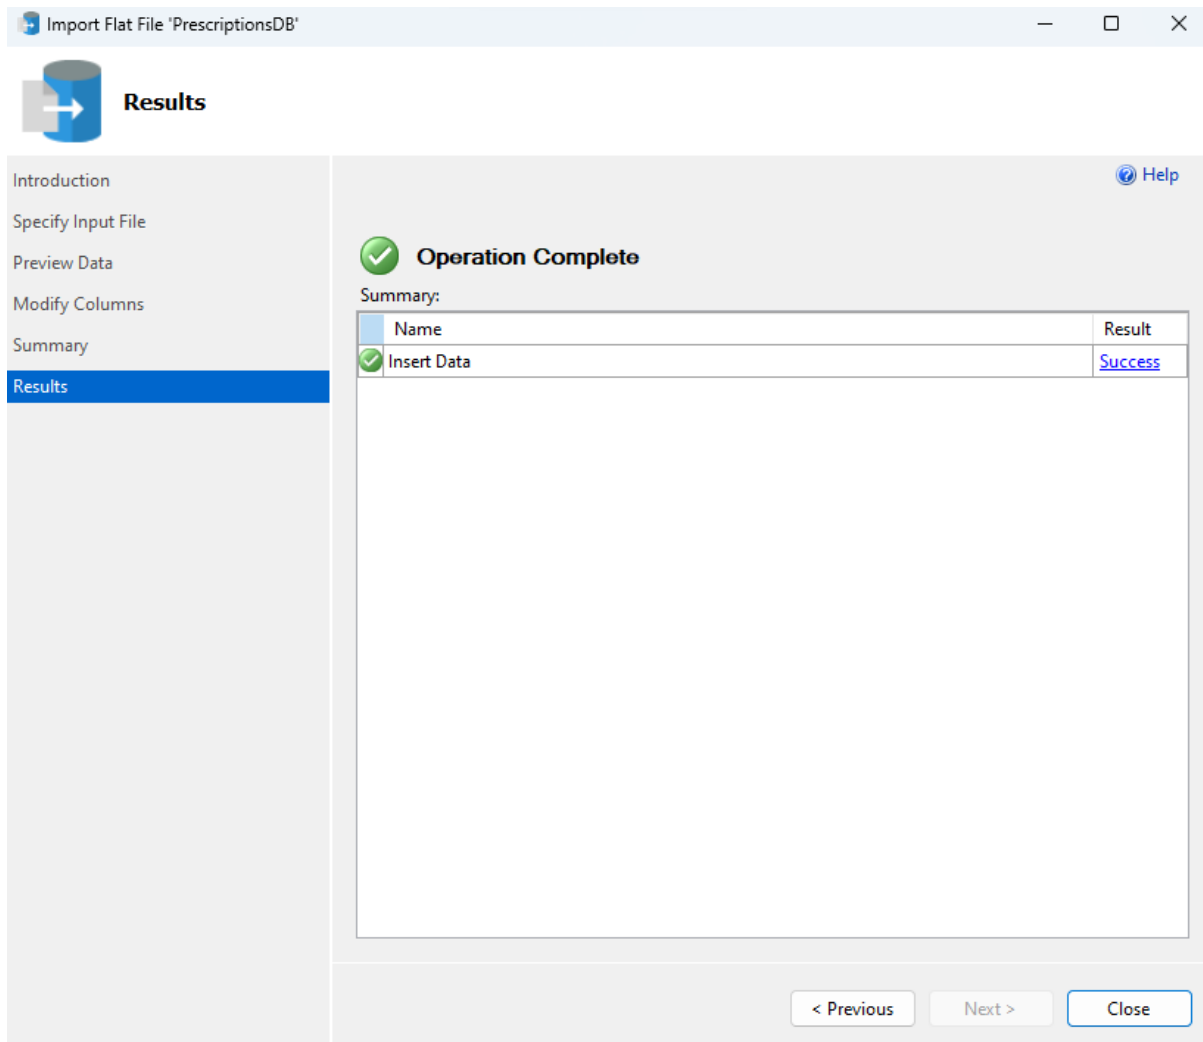 Import Flat File 'PrescriptionsDB'
Results
Introduction
Specify Input File
Preview Data
Modify Columns
Summary
Results
Help
Operation Complete
Summary:
Name Result
Insert Data Success
< Previous Next > Close